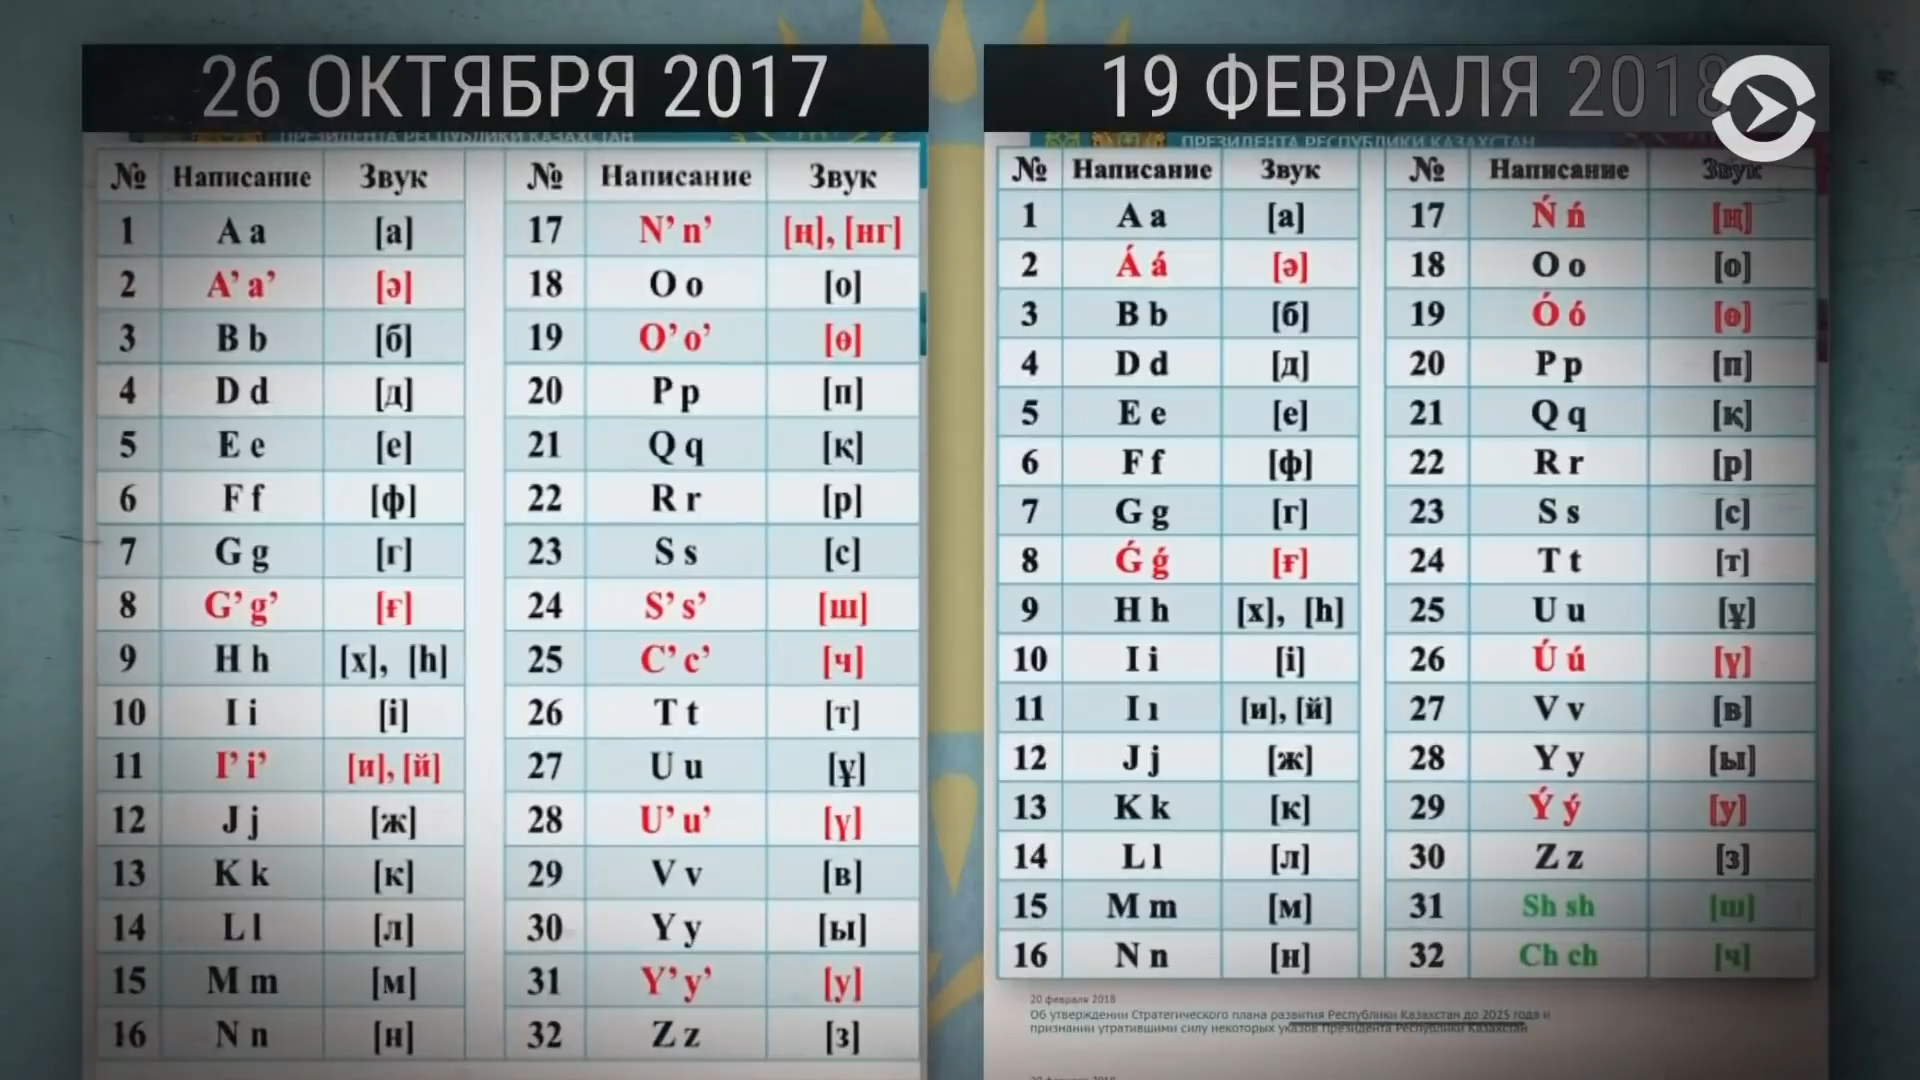 26 ОКТЯБРЯ 2017
ПРЕЗИДЕНТА РЕСПУБЛИКИ КАЗАХСТАН
№ Написание Звук № Написание Звук
1 A a [а] 17 N’ n’ [ң], [нг]
2 A’ a’ [ә] 18 O o [о]
3 B b [б] 19 O’ o’ [ө]
4 D d [д] 20 P p [п]
5 E e [е] 21 Q q [қ]
6 F f [ф] 22 R r [р]
7 G g [г] 23 S s [с]
8 G’ g’ [ғ] 24 S’ s’ [ш]
9 H h [х], [h] 25 C’ c’ [ч]
10 I i [і] 26 T t [т]
11 I’ i’ [и], [й] 27 U u [ұ]
12 J j [ж] 28 U’ u’ [ү]
13 K k [к] 29 V v [в]
14 L l [л] 30 Y y [ы]
15 M m [м] 31 Y’ y’ [у]
16 N n [н] 32 Z z [з]
19 ФЕВРАЛЯ 2018
ПРЕЗИДЕНТА РЕСПУБЛИКИ КАЗАХСТАН
№ Написание Звук № Написание Звук
1 A a [а] 17 Ń ń [ң]
2 Á á [ә] 18 O o [о]
3 B b [б] 19 Ó ó [ө]
4 D d [д] 20 P p [п]
5 E e [е] 21 Q q [қ]
6 F f [ф] 22 R r [р]
7 G g [г] 23 S s [с]
8 Ǵ ǵ [ғ] 24 T t [т]
9 H h [х], [h] 25 U u [ұ]
10 I i [і] 26 Ú ú [ү]
11 I ı [и], [й] 27 V v [в]
12 J j [ж] 28 Y y [ы]
13 K k [к] 29 Ý ý [у]
14 L l [л] 30 Z z [з]
15 M m [м] 31 Sh sh [ш]
16 N n [н] 32 Ch ch [ч]
20 февраля 2018
Об утверждении Стратегического плана развития Республики Казахстан до 2025 года и
признании утратившими силу некоторых указов Президента Республики Казахстан